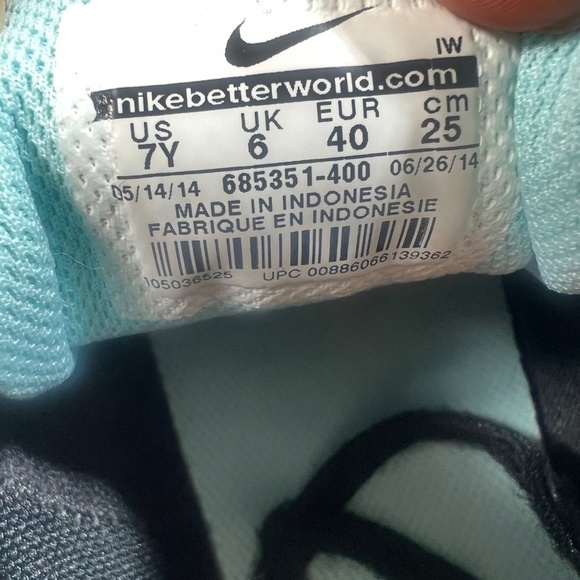 IW
nikebetterworld.com
US UK EUR cm
7Y 6 40 25
05/14/14 685351-400 06/26/14
MADE IN INDONESIA
FABRIQUE EN INDONESIE
105036525 UPC 00886066139362